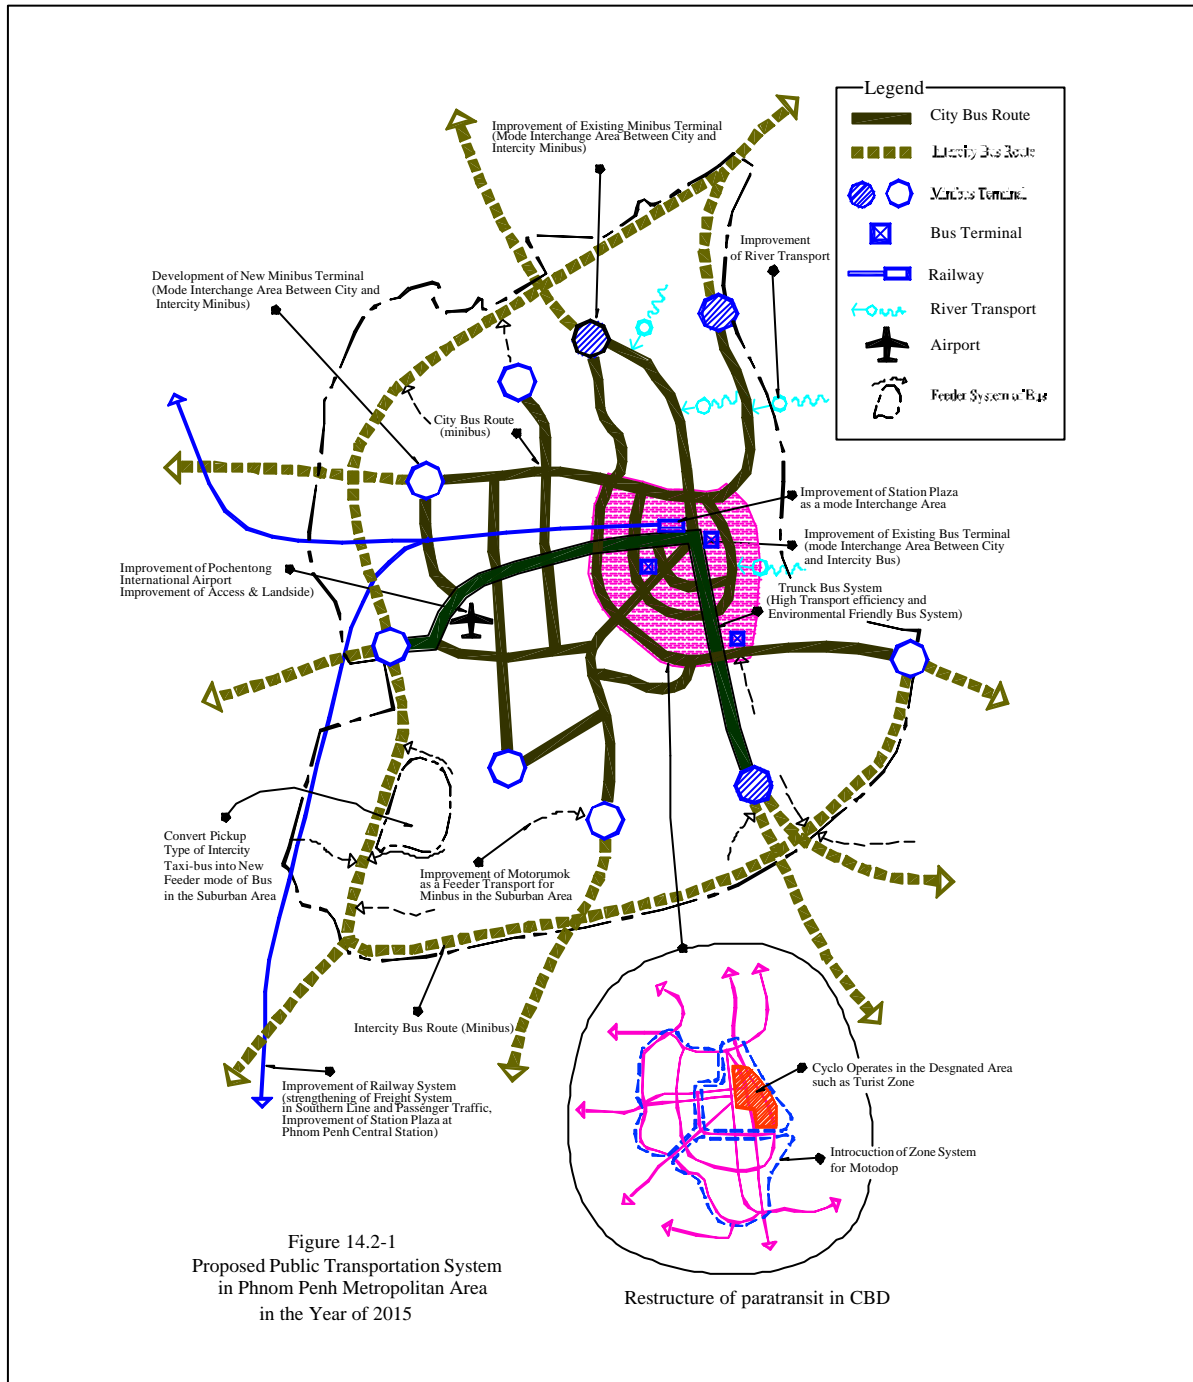 Legend
City Bus Route
Bus Terminal
Railway
River Transport
Airport
Improvement of Existing Minibus Terminal
(Mode Interchange Area Between City and
Intercity Minibus)
Improvement
of River Transport
Development of New Minibus Terminal
(Mode Interchange Area Between City and
Intercity Minibus)
City Bus Route
(minibus)
Improvement of Station Plaza
as a mode Interchange Area
Improvement of Existing Bus Terminal
(mode Interchange Area Between City
and Intercity Bus)
Improvement of Pochentong
International Airport
Improvement of Access & Landside)
Trunck Bus System
(High Transport efficiency and
Environmental Friendly Bus System)
Convert Pickup
Type of Intercity
Taxi-bus into New
Feeder mode of Bus
in the Suburban Area
Improvement of Motorumok
as a Feeder Transport for
Minbus in the Suburban Area
Intercity Bus Route (Minibus)
Improvement of Railway System
(strengthening of Freight System
in Southern Line and Passenger Traffic,
Improvement of Station Plaza at
Phnom Penh Central Station)
Cyclo Operates in the Desgnated Area
such as Turist Zone
Introcuction of Zone System
for Motodop
Figure 14.2-1
Proposed Public Transportation System
in Phnom Penh Metropolitan Area
in the Year of 2015
Restructure of paratransit in CBD